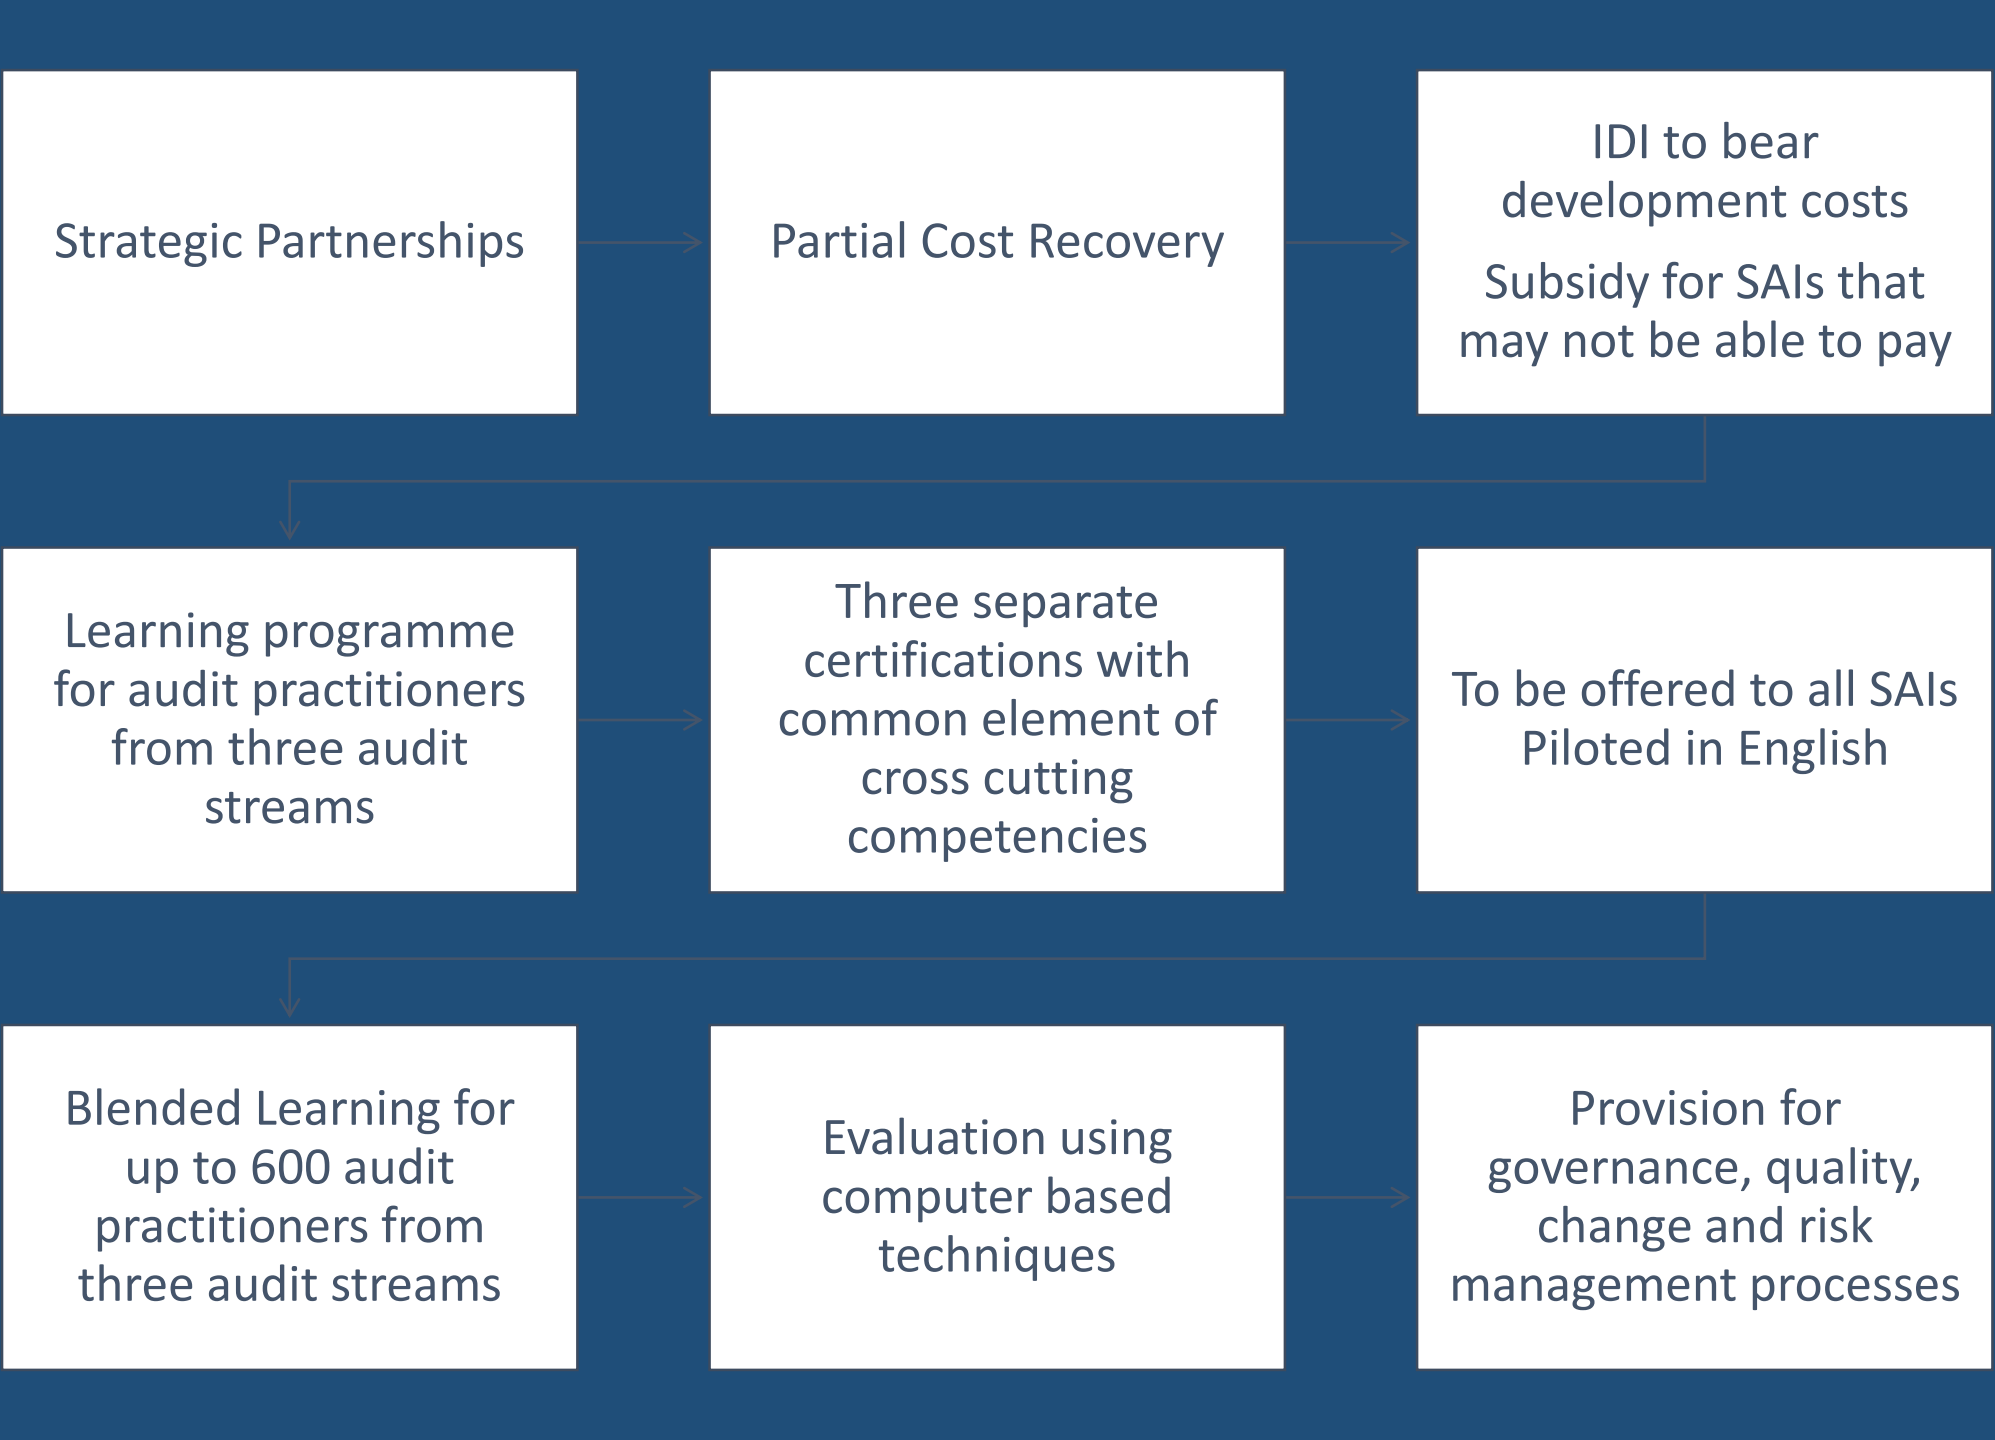 Strategic Partnerships
Partial Cost Recovery
IDI to bear
development costs
Subsidy for SAIs that
may not be able to pay
Learning programme
for audit practitioners
from three audit
streams
Three separate
certifications with
common element of
cross cutting
competencies
To be offered to all SAIs
Piloted in English
Blended Learning for
up to 600 audit
practitioners from
three audit streams
Evaluation using
computer based
techniques
Provision for
governance, quality,
change and risk
management processes